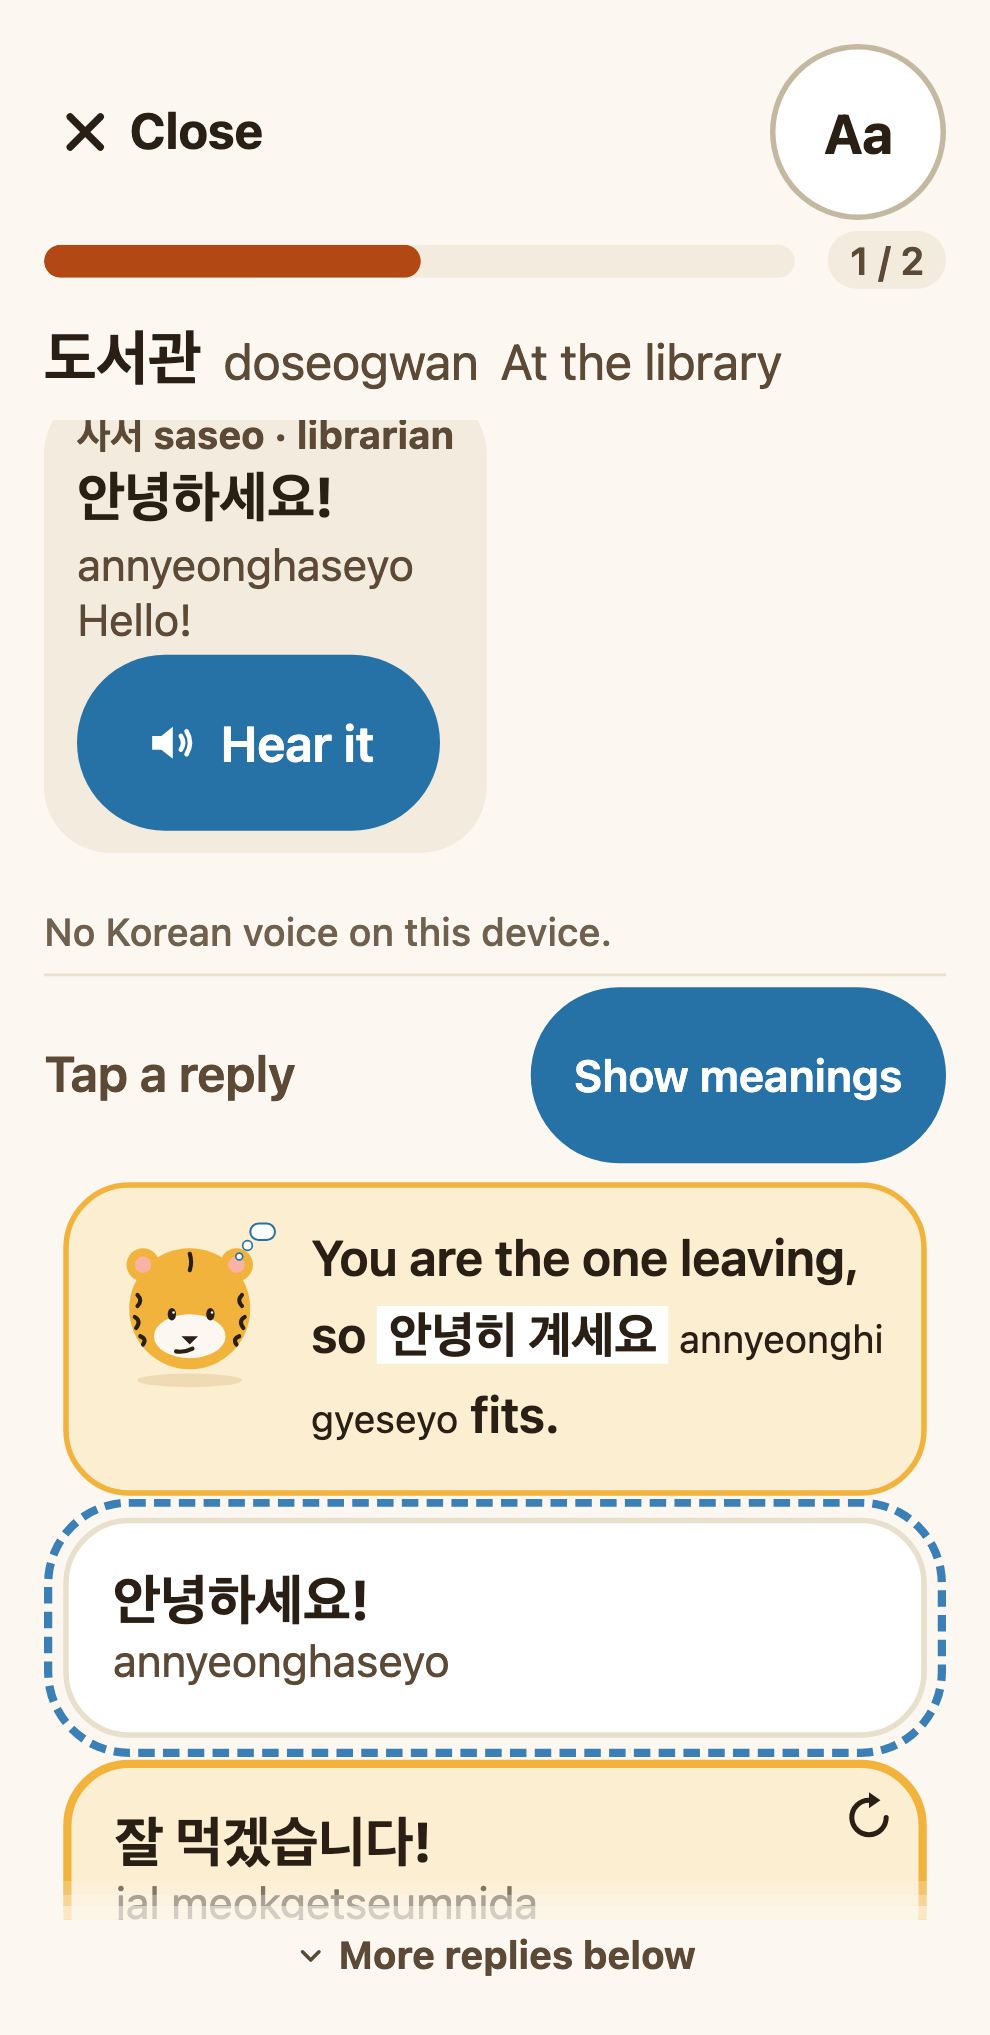 Close
Aa
1 / 2
도서관 doseogwan At the library
사서 saseo · librarian
안녕하세요!
annyeonghaseyo
Hello!
Hear it
No Korean voice on this device.
Tap a reply
Show meanings
You are the one leaving,
so 안녕히 계세요 annyeonghi
gyeseyo fits.
안녕하세요!
annyeonghaseyo
잘 먹겠습니다!
jal meokgetseumnida
More replies below